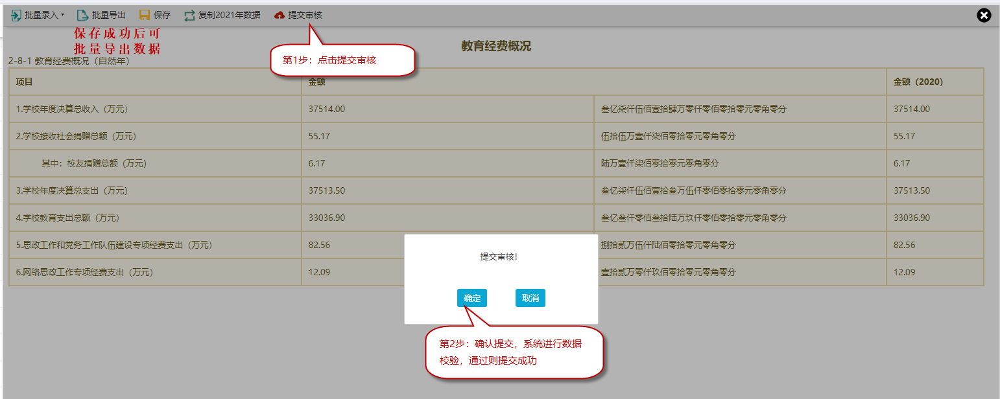 批量录入 批量导出 保存 复制2021年数据 提交审核
保存成功后可
批量导出数据
教育经费概况
第1步：点击提交审核
2-8-1 教育经费概况（自然年）
项目 金额 金额（2020）
1.学校年度决算总收入（万元） 37514.00 叁亿柒仟伍佰壹拾肆万零仟零佰零拾零元零角零分 37514.00
2.学校接收社会捐赠总额（万元） 55.17 伍拾伍万壹仟柒佰零拾零元零角零分 55.17
其中：校友捐赠总额（万元） 6.17 陆万壹仟柒佰零拾零元零角零分 6.17
3.学校年度决算总支出（万元） 37513.50 叁亿柒仟伍佰壹拾叁万伍仟零佰零拾零元零角零分 37513.50
4.学校教育支出总额（万元） 33036.90 叁亿叁仟零佰叁拾陆万玖仟零佰零拾零元零角零分 33036.90
5.思政工作和党务工作队伍建设专项经费支出（万元） 82.56 捌拾贰万伍仟陆佰零拾零元零角零分 82.56
6.网络思政工作专项经费支出（万元） 12.09 壹拾贰万零仟玖佰零拾零元零角零分 12.09
提交审核!
确定 取消
第2步：确认提交，系统进行数据
校验，通过则提交成功